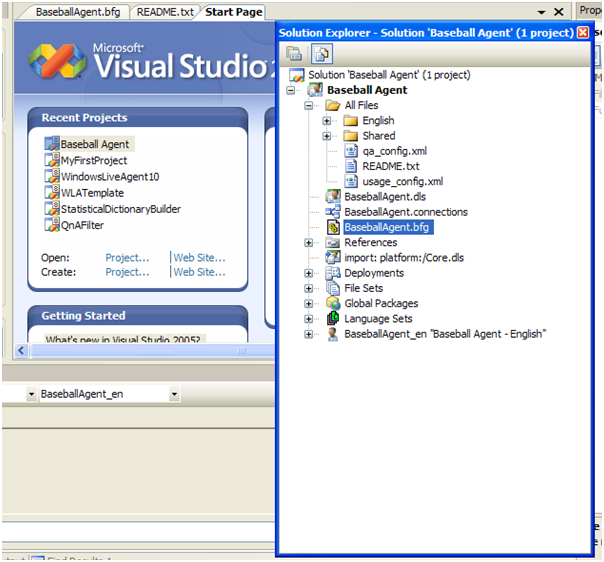 BaseballAgent.bfg README.txt Start Page
Microsoft
Visual Studio
Recent Projects
Baseball Agent
MyFirstProject
WindowsLiveAgent10
WLATemplate
StatisticalDictionaryBuilder
QnAFilter
Open: Project... Web Site...
Create: Project... Web Site...
Getting Started
What's new in Visual Studio 2005?
BaseballAgent_en
Find Results 1
Solution Explorer - Solution 'Baseball Agent' (1 project)
Solution 'Baseball Agent' (1 project)
Baseball Agent
All Files
English
Shared
qa_config.xml
README.txt
usage_config.xml
BaseballAgent.dls
BaseballAgent.connections
BaseballAgent.bfg
References
import: platform:/Core.dls
Deployments
File Sets
Global Packages
Language Sets
BaseballAgent_en "Baseball Agent - English"